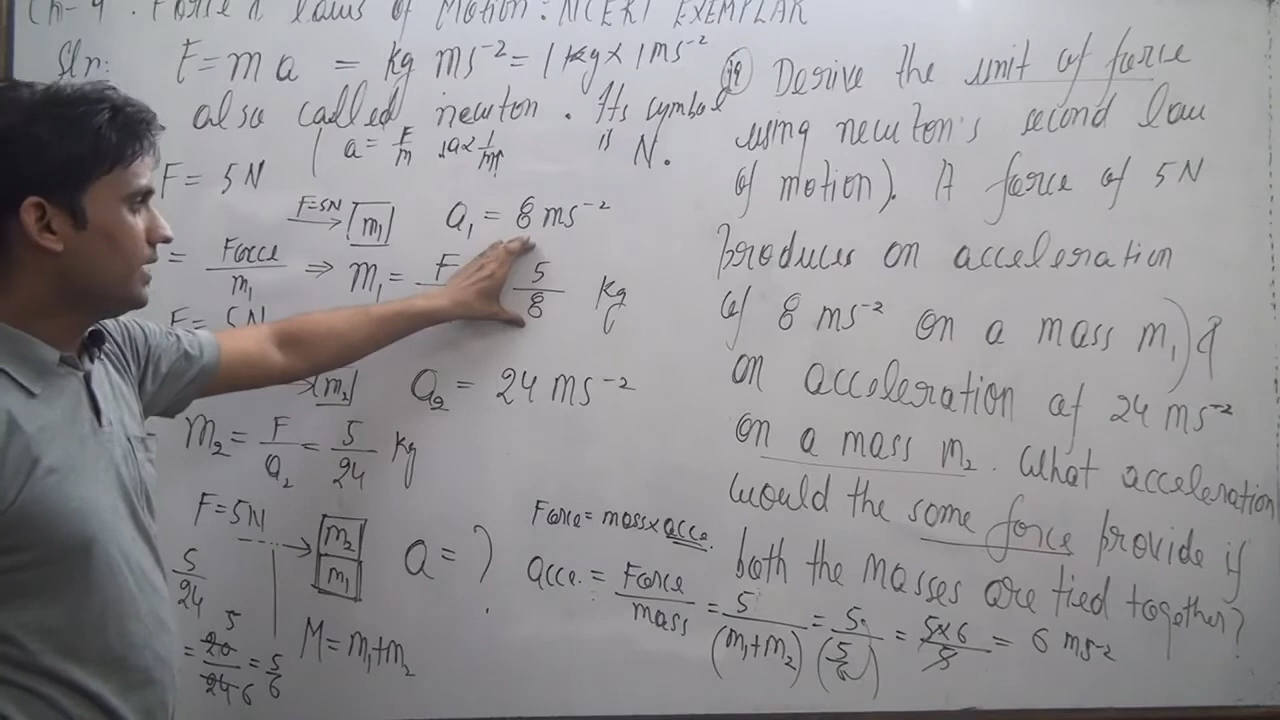 Ch-9. Force & laws of Motion: NCERT EXEMPLAR
Sln:
F = m a = kg ms⁻² = 1 kg × 1 ms⁻²
also called newton. Its symbol
is N.
a = F/m, a ∝ 1/m
F = 5N
F=5N → m₁
a₁ = 8 ms⁻²
= Force/m₁ ⇒ m₁ = F 5/8 kg
F = 5N
→ m₂
a₂ = 24 ms⁻²
m₂ = F/a₂ = 5/24 kg
F = 5N → m₂ m₁
a = ?
5/24
= 20/24 = 5/6
M = m₁+m₂
Force = mass×acce.
acce. = Force/mass = 5/(m₁+m₂) = 5/(5/6) = 5×6/5 = 6 ms⁻²
19 Derive the unit of force
using newton's second law
of motion). A force of 5N
produces on acceleration
of 8 ms⁻² on a mass m₁) &
on acceleration of 24 ms⁻²
on a mass m₂. What acceleration
would the same force provide if
both the masses are tied together?